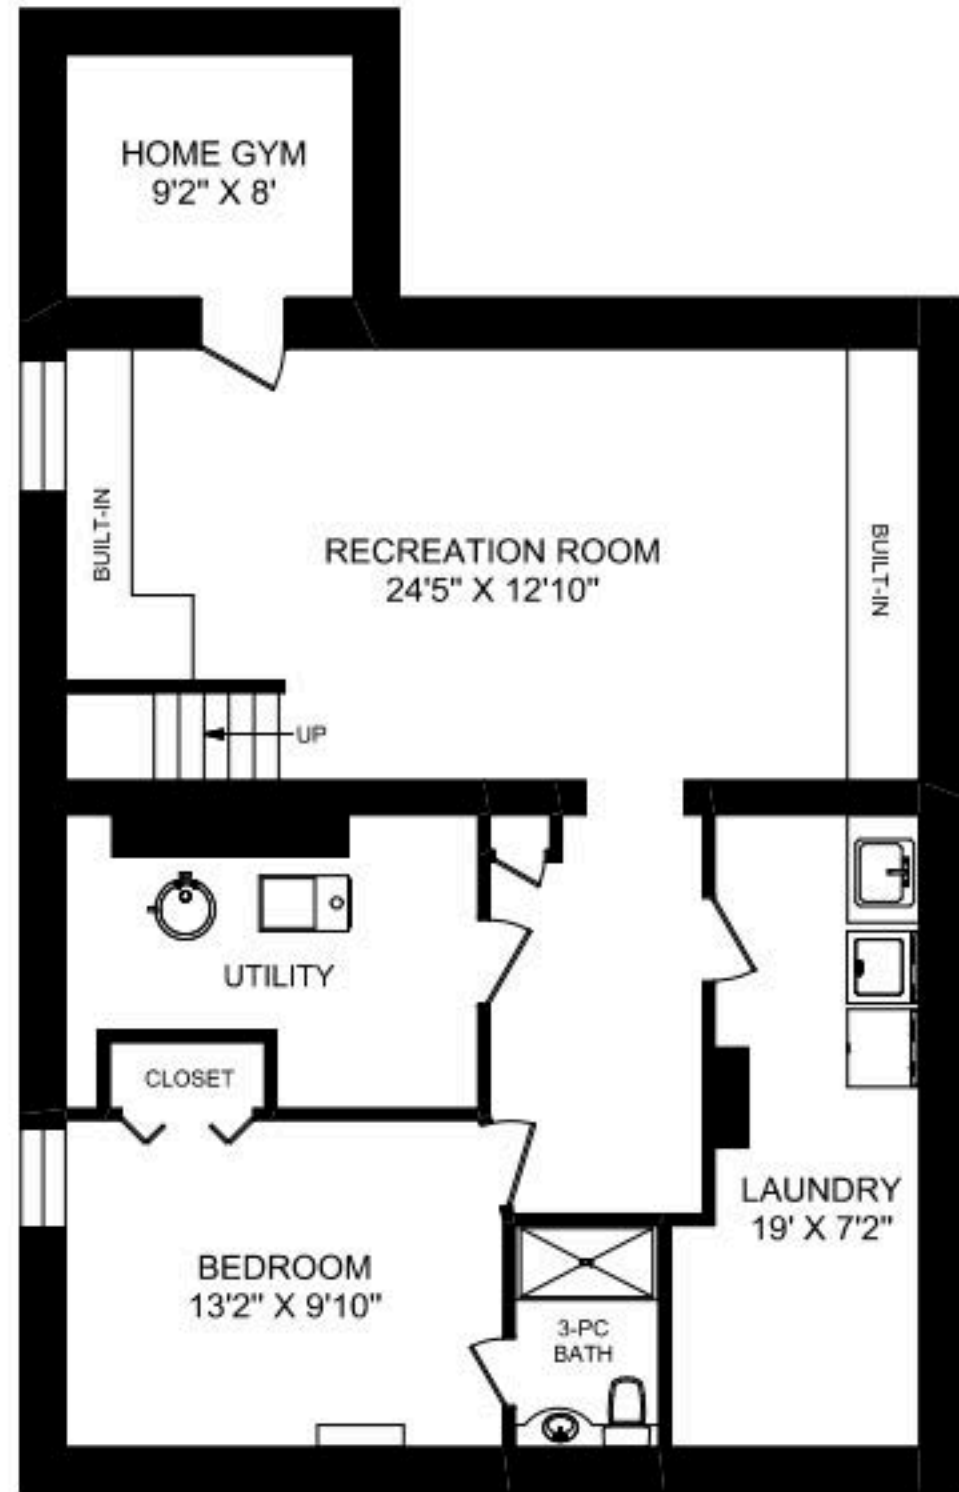 HOME GYM
9'2" X 8'
BUILT-IN
RECREATION ROOM
24'5" X 12'10"
BUILT-IN
UP
UTILITY
CLOSET
LAUNDRY
19' X 7'2"
BEDROOM
13'2" X 9'10"
3-PC
BATH